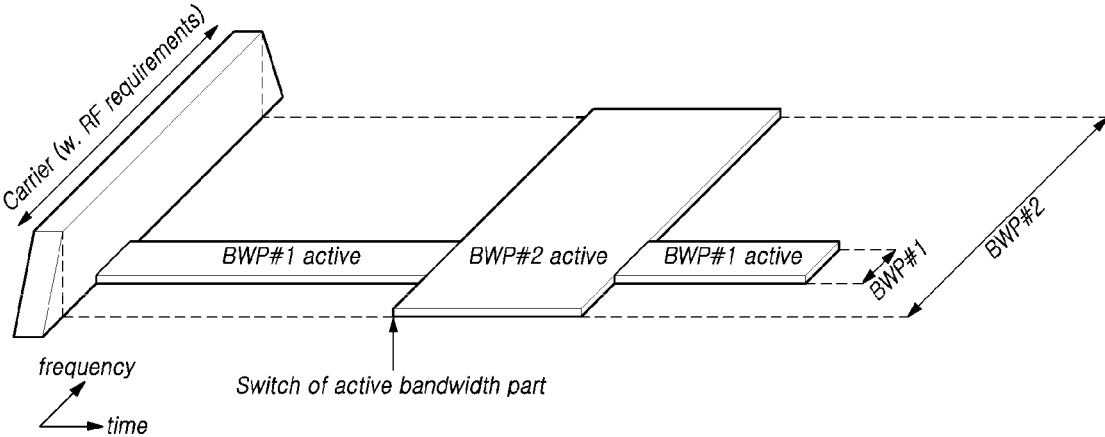 Carrier (w. RF requirements)
BWP#1 active
BWP#2 active
BWP#1 active
BWP#1
BWP#2
Switch of active bandwidth part
frequency
time